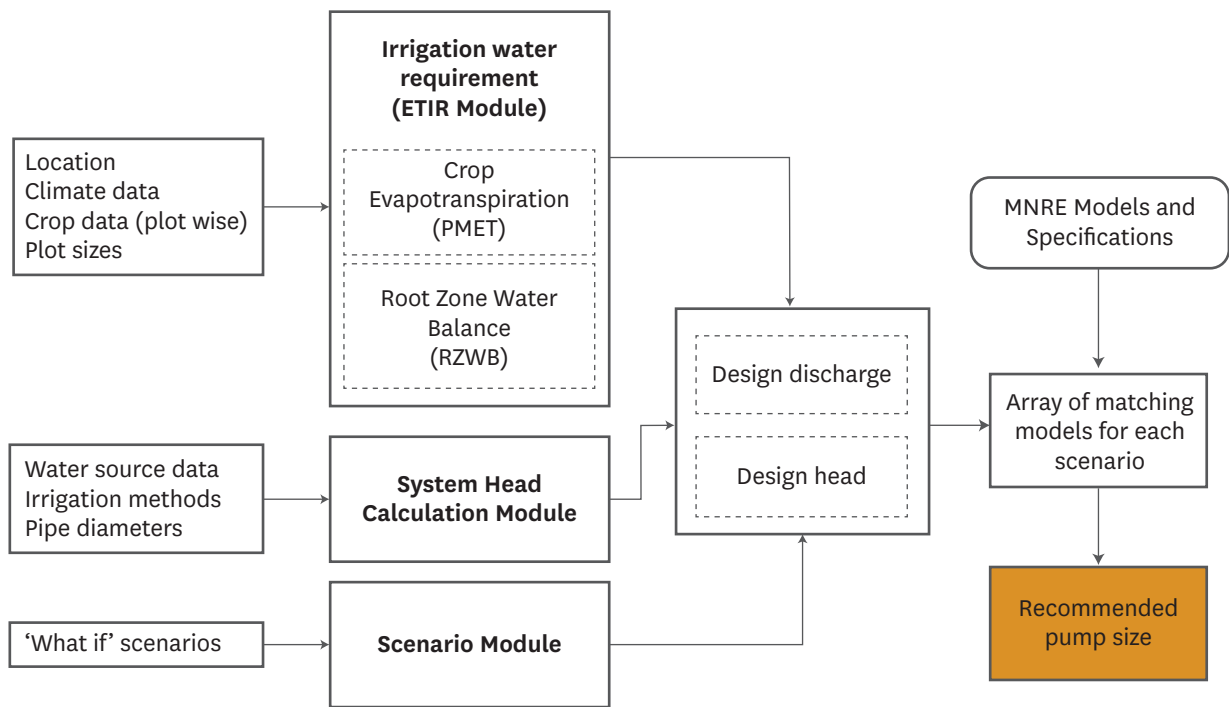 Irrigation water
requirement
(ETIR Module)
Location
Climate data
Crop data (plot wise)
Plot sizes
Crop
Evapotranspiration
(PMET)
Root Zone Water
Balance
(RZWB)
Water source data
Irrigation methods
Pipe diameters
System Head
Calculation Module
‘What if’ scenarios
Scenario Module
Design discharge
Design head
MNRE Models and
Specifications
Array of matching
models for each
scenario
Recommended
pump size